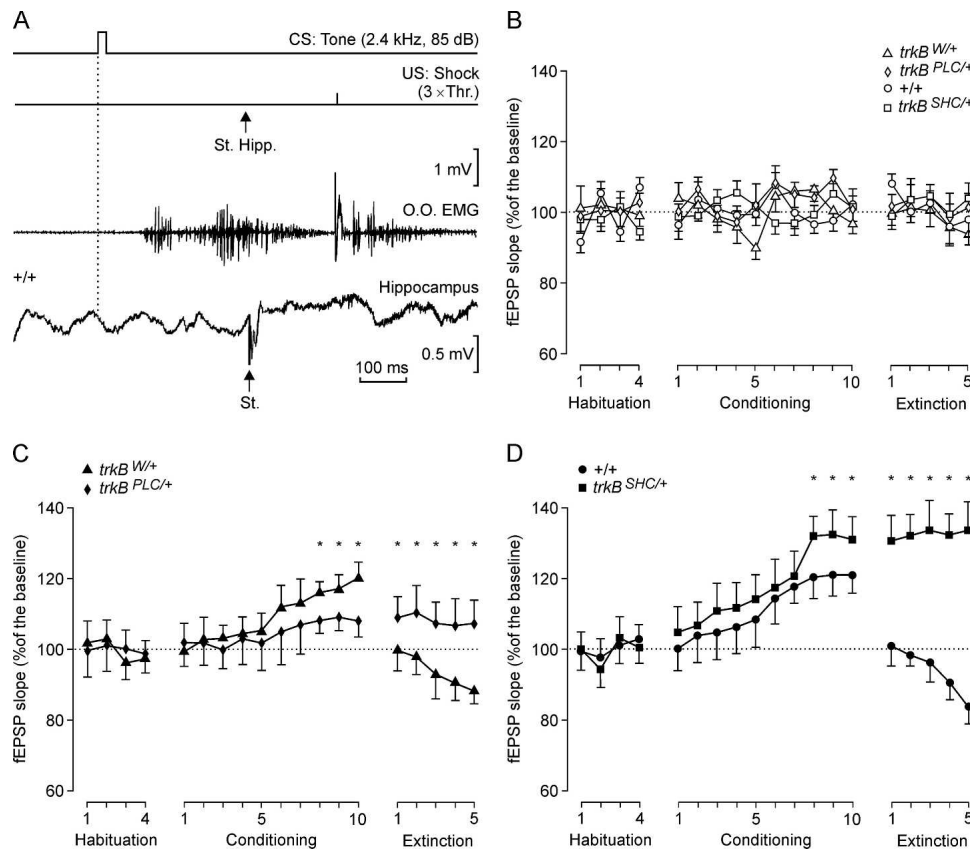 A
CS: Tone (2.4 kHz, 85 dB)
US: Shock
(3 × Thr.)
St. Hipp.
1 mV
O.O. EMG
+/+
Hippocampus
0.5 mV
100 ms
St.
B
trkB W/+
trkB PLC/+
+/+
trkB SHC/+
fEPSP slope (%of the baseline)
140
120
100
80
60
1 4 1 5 10 1 5
Habituation Conditioning Extinction
C
trkB W/+
trkB PLC/+
fEPSP slope (%of the baseline)
140
120
100
80
60
* * * * * * * *
1 4 1 5 10 1 5
Habituation Conditioning Extinction
D
+/+
trkB SHC/+
fEPSP slope (%of the baseline)
140
120
100
80
60
* * * * * * * *
1 4 1 5 10 1 5
Habituation Conditioning Extinction